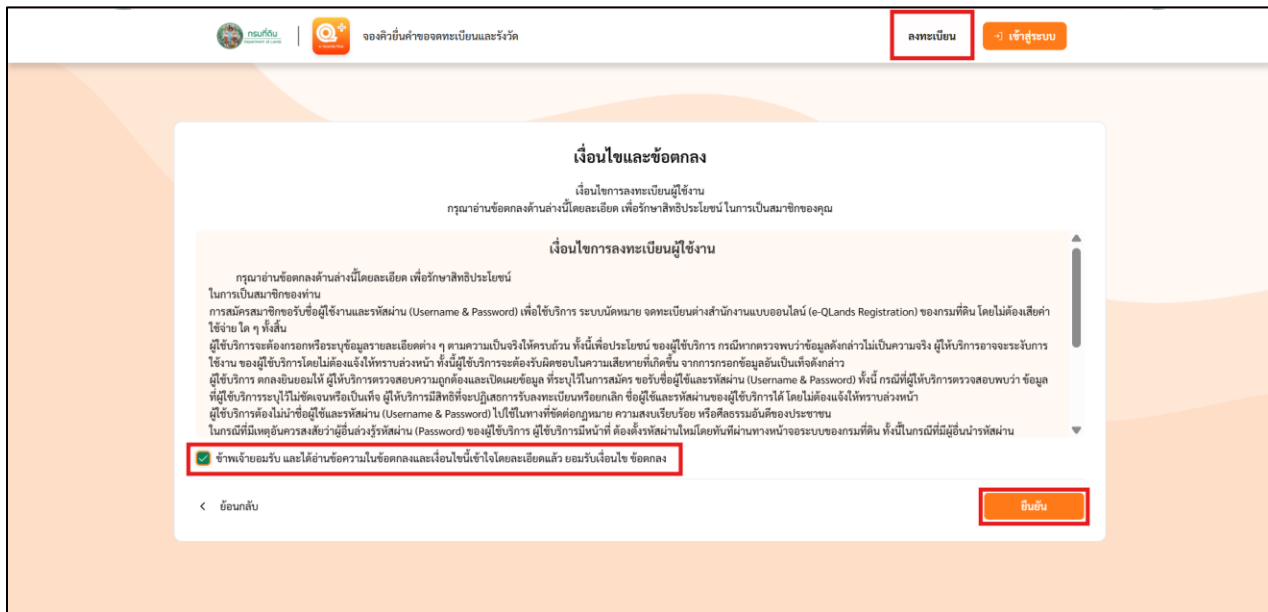 กรมที่ดิน
จองคิวยื่นคำขอจดทะเบียนและรังวัด
ลงทะเบียน
เข้าสู่ระบบ
เงื่อนไขและข้อตกลง
เงื่อนไขการลงทะเบียนผู้ใช้งาน
กรุณาอ่านข้อตกลงด้านล่างนี้โดยละเอียด เพื่อรักษาสิทธิประโยชน์ ในการเป็นสมาชิกของคุณ
เงื่อนไขการลงทะเบียนผู้ใช้งาน
กรุณาอ่านข้อตกลงด้านล่างนี้โดยละเอียด เพื่อรักษาสิทธิประโยชน์
ในการเป็นสมาชิกของท่าน
การสมัครสมาชิกขอรับชื่อผู้ใช้งานและรหัสผ่าน (Username & Password) เพื่อใช้บริการ ระบบนัดหมาย จดทะเบียนต่างสำนักงานแบบออนไลน์ (e-QLands Registration) ของกรมที่ดิน โดยไม่ต้องเสียค่า
ใช้จ่าย ใด ๆ ทั้งสิ้น
ผู้ใช้บริการจะต้องกรอกหรือระบุข้อมูลรายละเอียดต่าง ๆ ตามความเป็นจริงให้ครบถ้วน ทั้งนี้เพื่อประโยชน์ ของผู้ใช้บริการ กรณีหากตรวจพบว่าข้อมูลดังกล่าวไม่เป็นความจริง ผู้ให้บริการอาจจะระงับการ
ใช้งาน ของผู้ใช้บริการโดยไม่ต้องแจ้งให้ทราบล่วงหน้า ทั้งนี้ผู้ใช้บริการจะต้องรับผิดชอบในความเสียหายที่เกิดขึ้น จากการกรอกข้อมูลอันเป็นเท็จดังกล่าว
ผู้ใช้บริการ ตกลงยินยอมให้ ผู้ให้บริการตรวจสอบความถูกต้องและเปิดเผยข้อมูล ที่ระบุไว้ในการสมัคร ขอรับชื่อผู้ใช้และรหัสผ่าน (Username & Password) ทั้งนี้ กรณีที่ผู้ให้บริการตรวจสอบพบว่า ข้อมูล
ที่ผู้ใช้บริการระบุไว้ไม่ชัดเจนหรือเป็นเท็จ ผู้ให้บริการมีสิทธิที่จะปฏิเสธการรับลงทะเบียนหรือยกเลิก ชื่อผู้ใช้และรหัสผ่านของผู้ใช้บริการได้ โดยไม่ต้องแจ้งให้ทราบล่วงหน้า
ผู้ใช้บริการต้องไม่นำชื่อผู้ใช้และรหัสผ่าน (Username & Password) ไปใช้ในทางที่ขัดต่อกฎหมาย ความสงบเรียบร้อย หรือศีลธรรมอันดีของประชาชน
ในกรณีที่มีเหตุอันควรสงสัยว่าผู้อื่นล่วงรู้รหัสผ่าน (Password) ของผู้ใช้บริการ ผู้ใช้บริการมีหน้าที่ ต้องตั้งรหัสผ่านใหม่โดยทันทีผ่านทางหน้าจอระบบของกรมที่ดิน ทั้งนี้ในกรณีที่มีผู้อื่นนำรหัสผ่าน
ข้าพเจ้ายอมรับ และได้อ่านข้อความในข้อตกลงและเงื่อนไขนี้เข้าใจโดยละเอียดแล้ว ยอมรับเงื่อนไข ข้อตกลง
ย้อนกลับ
ยืนยัน